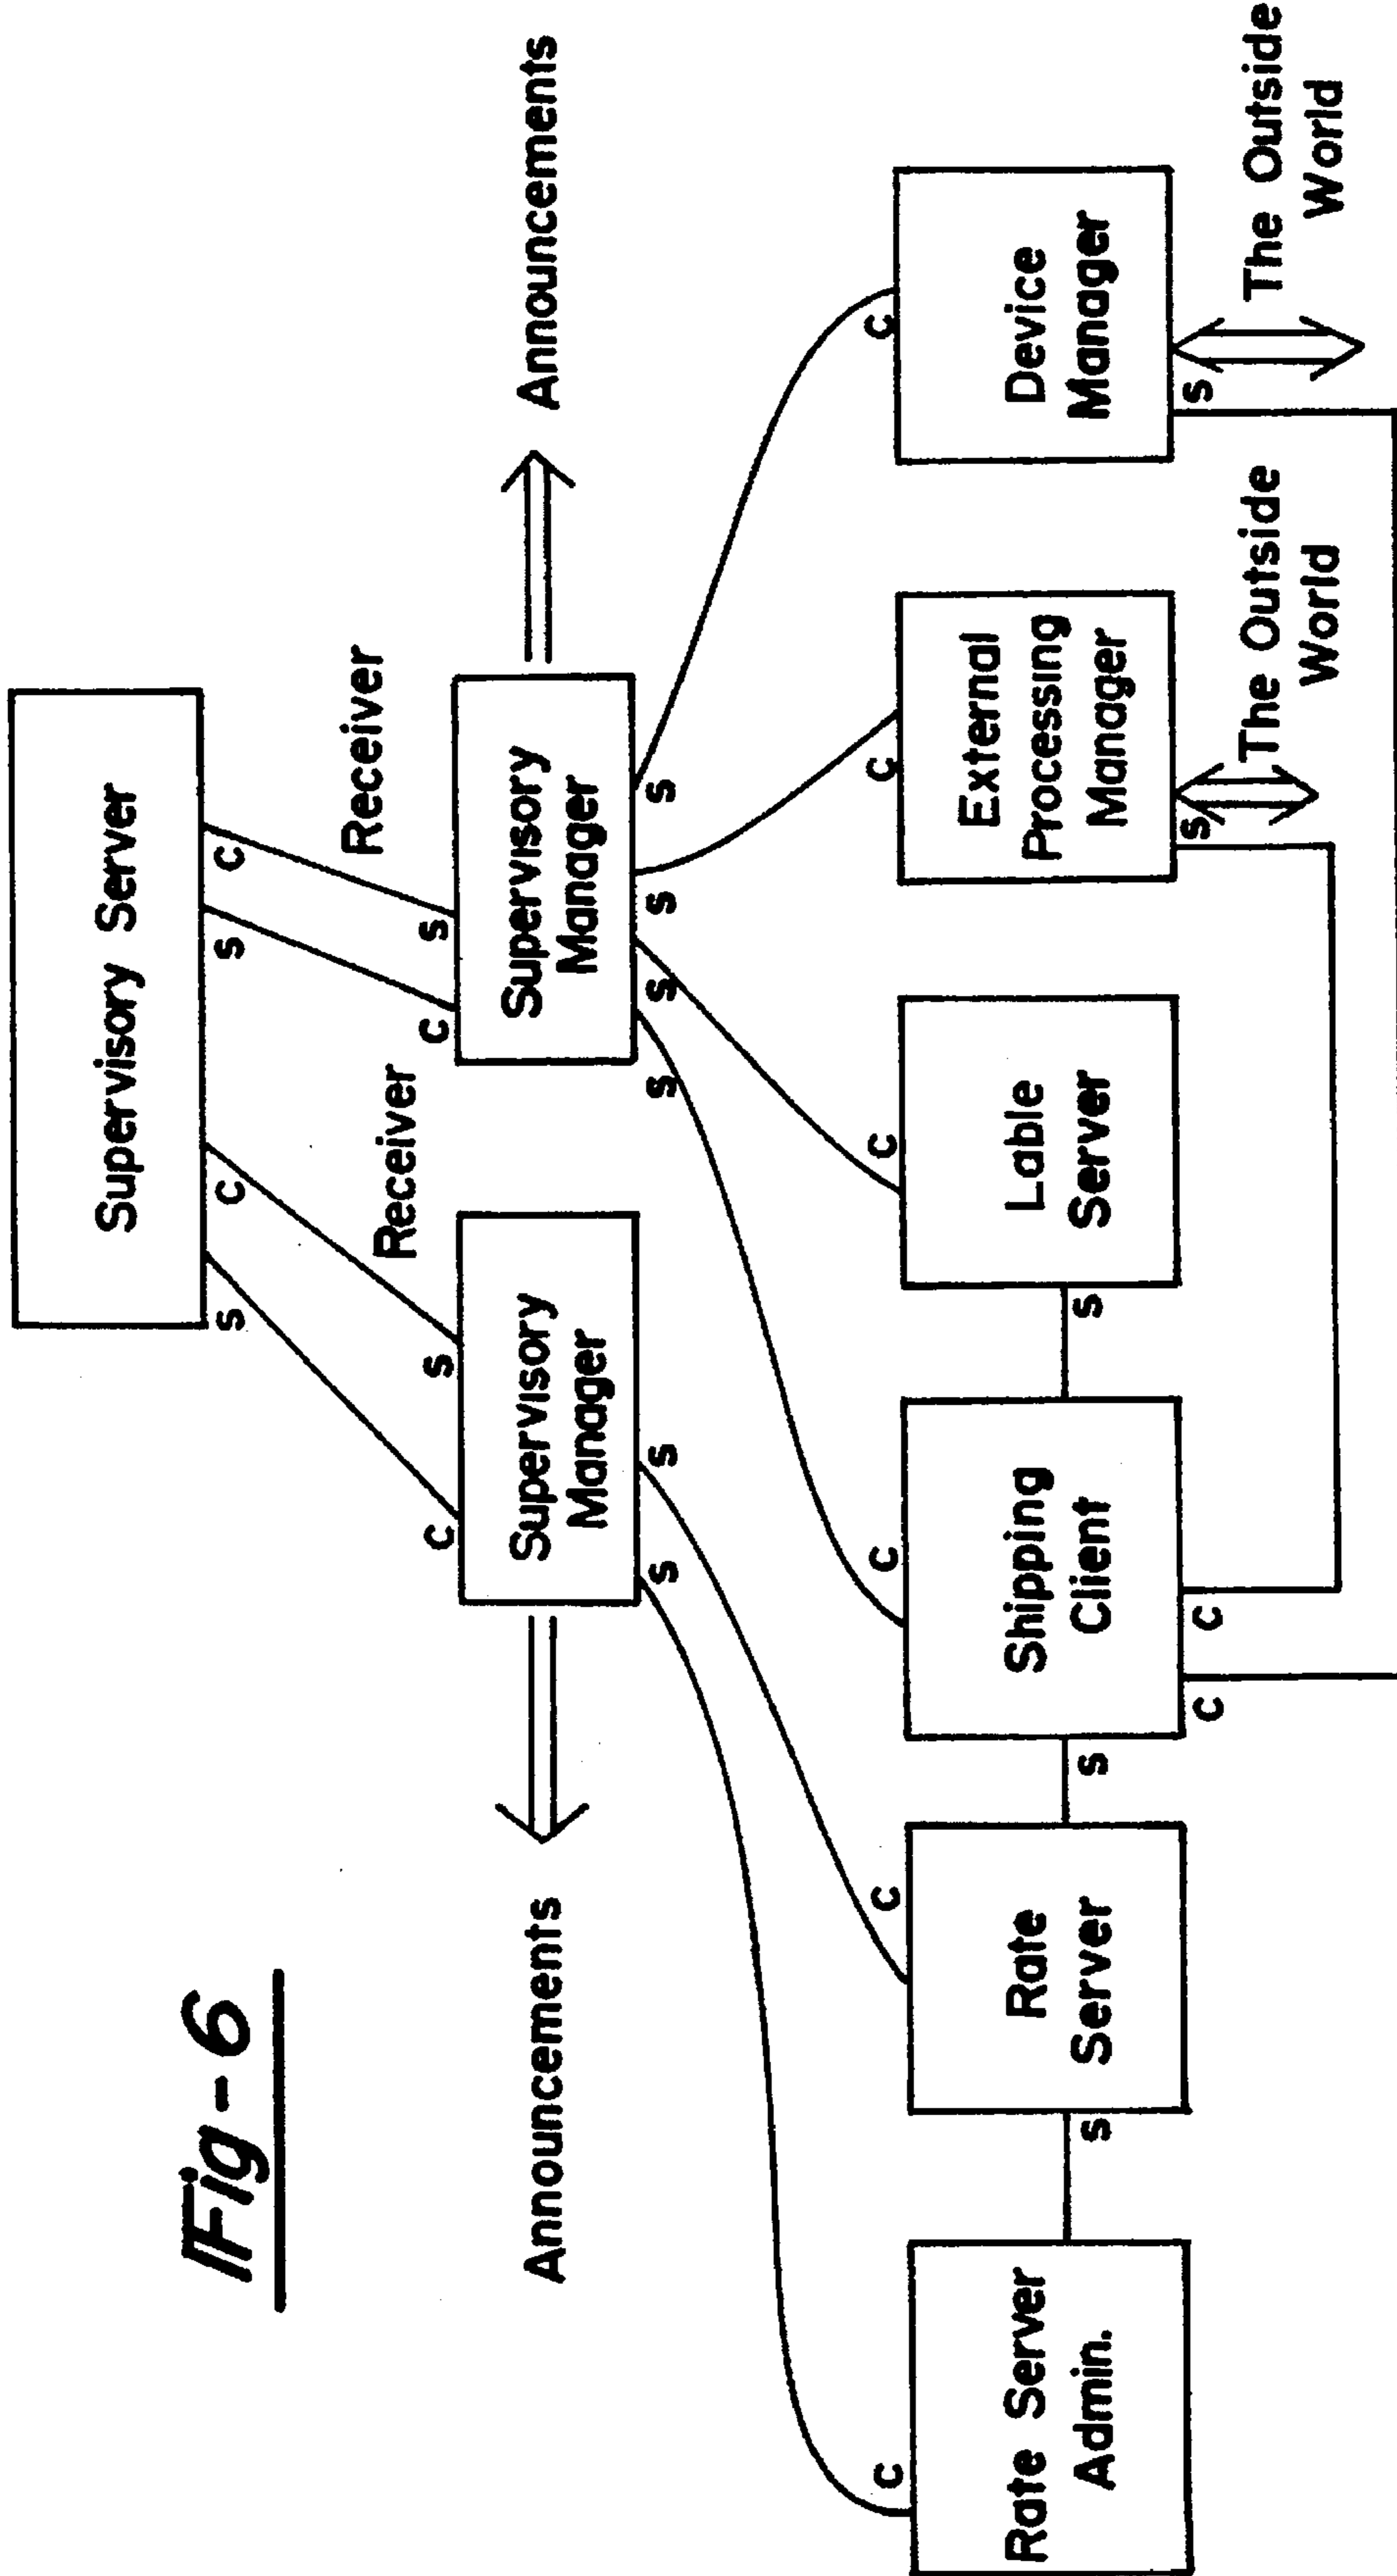 Fig-6
Supervisory Server
S
C
S
C
Receiver
Receiver
C
S
C
S
Announcements
Supervisory
Manager
Supervisory
Manager
Announcements
S
S
S
S
S
S
C
C
C
C
C
C
Rate Server
Admin.
S
Rate
Server
S
Shipping
Client
S
Lable
Server
External
Processing
Manager
Device
Manager
C
C
S
S
The Outside
World
The Outside
World